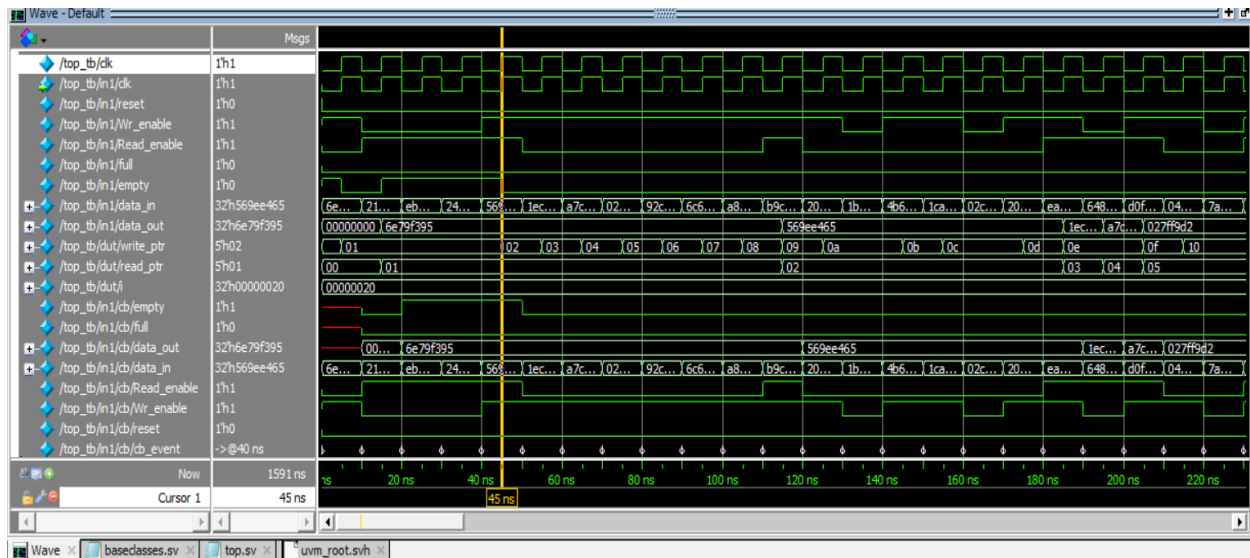 Wave - Default
Msgs
/top_tb/clk 1'h1
/top_tb/in1/clk 1'h1
/top_tb/in1/reset 1'h0
/top_tb/in1/Wr_enable 1'h1
/top_tb/in1/Read_enable 1'h1
/top_tb/in1/full 1'h0
/top_tb/in1/empty 1'h0
/top_tb/in1/data_in 32'h569ee465 6e... 21... eb... 24... 569... 1ec... a7c... 02... 92c... 6c6... a8... b9c... 20... 1b... 4b6... 1ca... 02c... 20... ea... 648... d0f... 04... 7a...
/top_tb/in1/data_out 32'h6e79f395 00000000 6e79f395 569ee465 1ec... a7c... 027ff9d2
/top_tb/dut/write_ptr 5'h02 01 02 03 04 05 06 07 08 09 0a 0b 0c 0d 0e 0f 10
/top_tb/dut/read_ptr 5'h01 00 01 02 03 04 05
/top_tb/dut/i 32'h00000020 00000020
/top_tb/in1/cb/empty 1'h1
/top_tb/in1/cb/full 1'h0
/top_tb/in1/cb/data_out 32'h6e79f395 00... 6e79f395 569ee465 1ec... a7c... 027ff9d2
/top_tb/in1/cb/data_in 32'h569ee465 6e... 21... eb... 24... 569... 1ec... a7c... 02... 92c... 6c6... a8... b9c... 20... 1b... 4b6... 1ca... 02c... 20... ea... 648... d0f... 04... 7a...
/top_tb/in1/cb/Read_enable 1'h1
/top_tb/in1/cb/Wr_enable 1'h1
/top_tb/in1/cb/reset 1'h0
/top_tb/in1/cb/cb_event ->@40 ns
Now 1591 ns ns 20 ns 40 ns 60 ns 80 ns 100 ns 120 ns 140 ns 160 ns 180 ns 200 ns 220 ns
Cursor 1 45 ns 45 ns
Wave baseclasses.sv top.sv uvm_root.svh